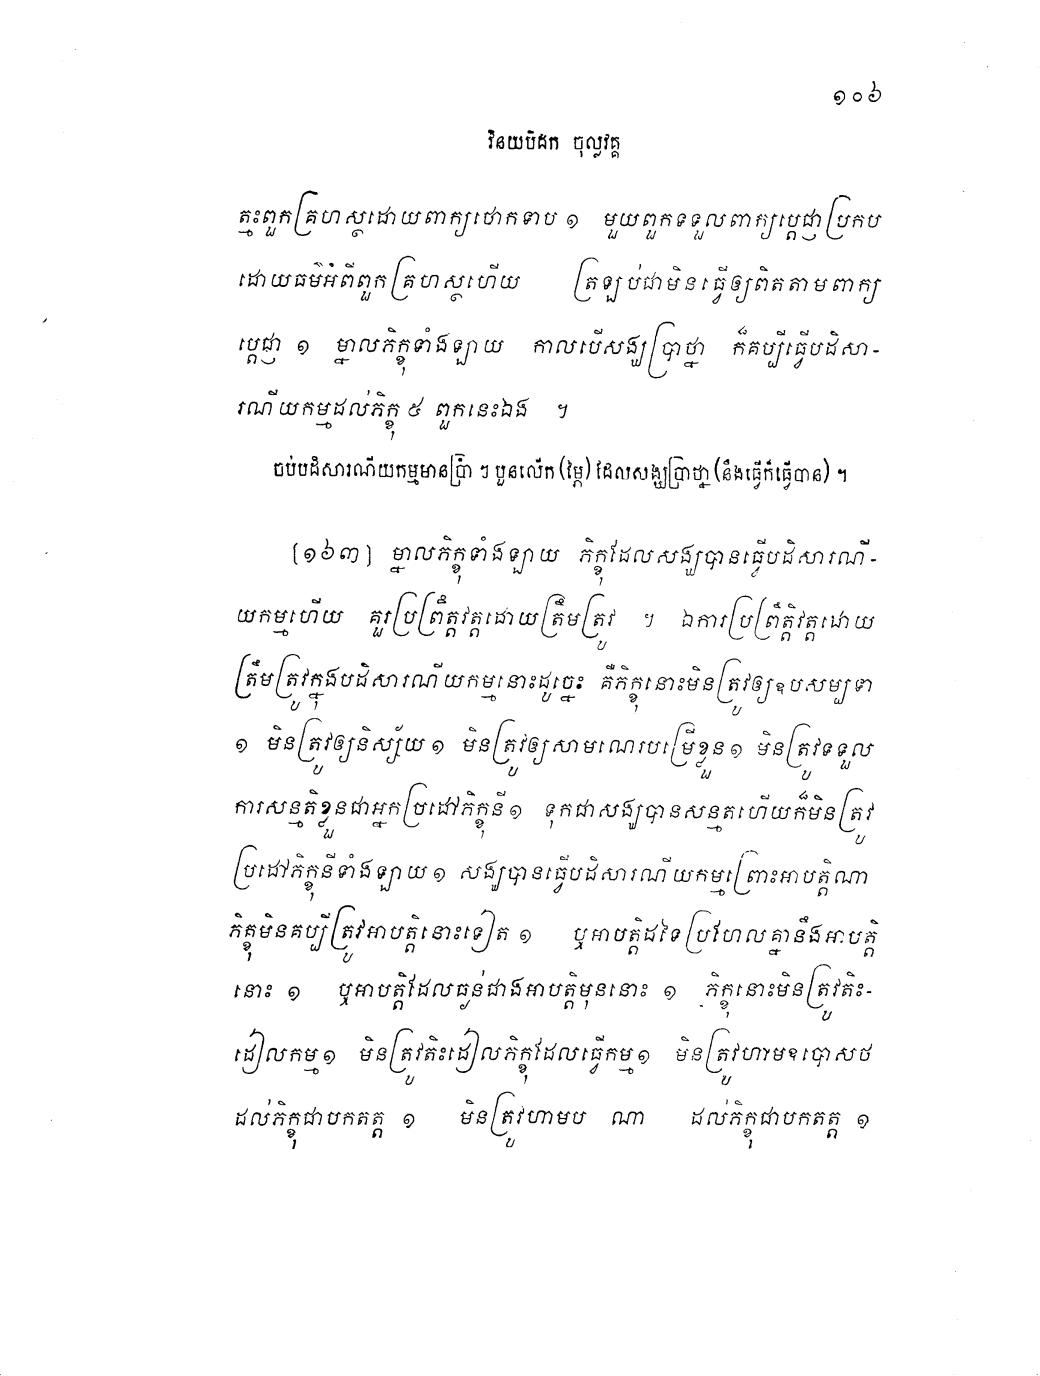 ១០៦
វិនយបិដក ចុល្លវគ្គ
ត្មះពួកគ្រហស្ថដោយពាក្យថោកទាប ១ មួយពួកទទួលពាក្យប្តេជ្ញាប្រកប
ដោយធម៌អំពីពួកគ្រហស្ថហើយ ត្រឡប់ជាមិនធ្វើឲ្យពិតតាមពាក្យ
ប្តេជ្ញា ១ ម្នាលភិក្ខុទាំងឡាយ កាលបើសង្ឃប្រាថ្នា ក៏គប្បីធ្វើបដិសា-
រណីយកម្មដល់ភិក្ខុ ៥ ពួកនេះឯង ។
ចប់បដិសារណីយកម្មមានប្រាំ ៗ បួនលើក (ម្ភៃ) ដែលសង្ឃប្រាថ្នា (នឹងធ្វើក៏ធ្វើបាន) ។
[១៦៣] ម្នាលភិក្ខុទាំងឡាយ ភិក្ខុដែលសង្ឃបានធ្វើបដិសារណី-
យកម្មហើយ គួរប្រព្រឹត្តវត្តដោយត្រឹមត្រូវ ។ ឯការប្រព្រឹត្តិវត្តដោយ
ត្រឹមត្រូវក្នុងបដិសារណីយកម្មនោះដូច្នេះ គឺភិក្ខុនោះមិនត្រូវឲ្យឧបសម្បទា
១ មិនត្រូវឲ្យនិស្ស័យ ១ មិនត្រូវឲ្យសាមណេរបម្រើខ្លួន ១ មិនត្រូវទទួល
ការសន្មតិខ្លួនជាអ្នកប្រដៅភិក្ខុនី ១ ទុកជាសង្ឃបានសន្មតហើយក៏មិនត្រូវ
ប្រដៅភិក្ខុនីទាំងឡាយ ១ សង្ឃបានធ្វើបដិសារណីយកម្មព្រោះអាបត្តិណា
ភិក្ខុមិនគប្បីត្រូវអាបត្តិនោះទៀត ១ ឬអាបត្តិដទៃប្រហែលគ្នានឹងអាបត្តិ
នោះ ១ ឬអាបត្តិដែលធ្ងន់ជាងអាបត្តិមុននោះ ១ ភិក្ខុនោះមិនត្រូវតិះ-
ដៀលកម្ម ១ មិនត្រូវតិះដៀលភិក្ខុដែលធ្វើកម្ម ១ មិនត្រូវហាមឧបោសថ
ដល់ភិក្ខុជាបកតត្ត ១ មិនត្រូវហាមប ណា ដល់ភិក្ខុជាបកតត្ត ១